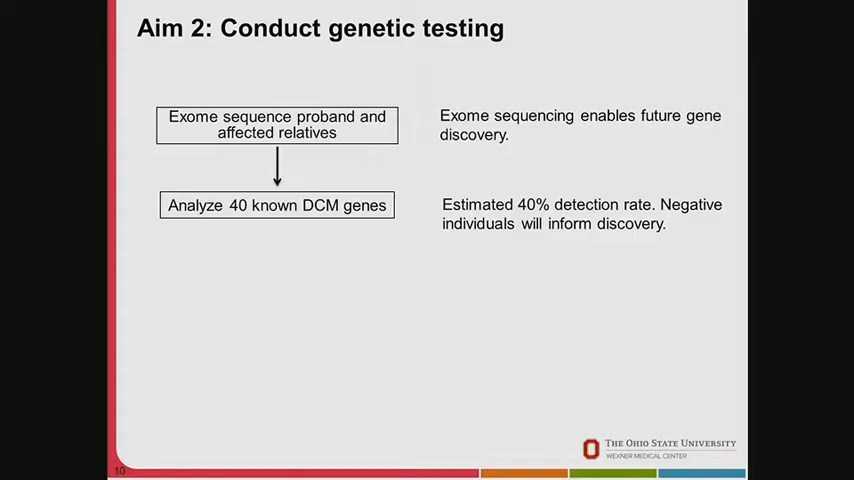 Aim 2: Conduct genetic testing
Exome sequence proband and
affected relatives
Exome sequencing enables future gene
discovery.
Analyze 40 known DCM genes
Estimated 40% detection rate. Negative
individuals will inform discovery.
THE OHIO STATE UNIVERSITY
WEXNER MEDICAL CENTER
10